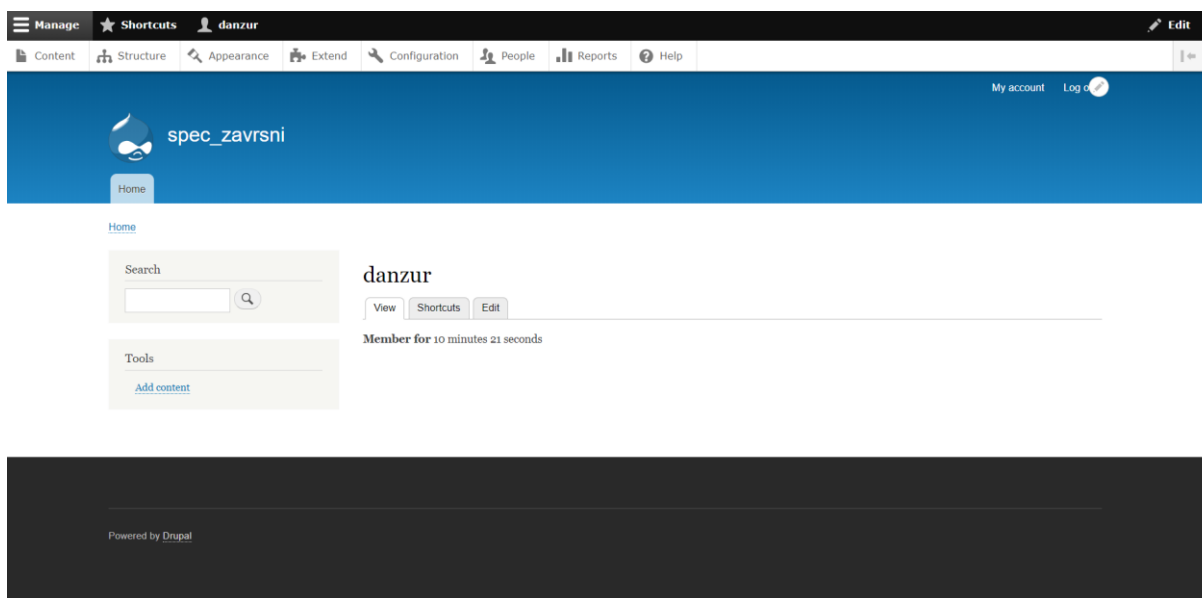 Manage Shortcuts danzur Edit
Content Structure Appearance Extend Configuration People Reports Help
My account Log o
spec_zavrsni
Home
Home
Search
danzur
View Shortcuts Edit
Member for 10 minutes 21 seconds
Tools
Add content
Powered by Drupal